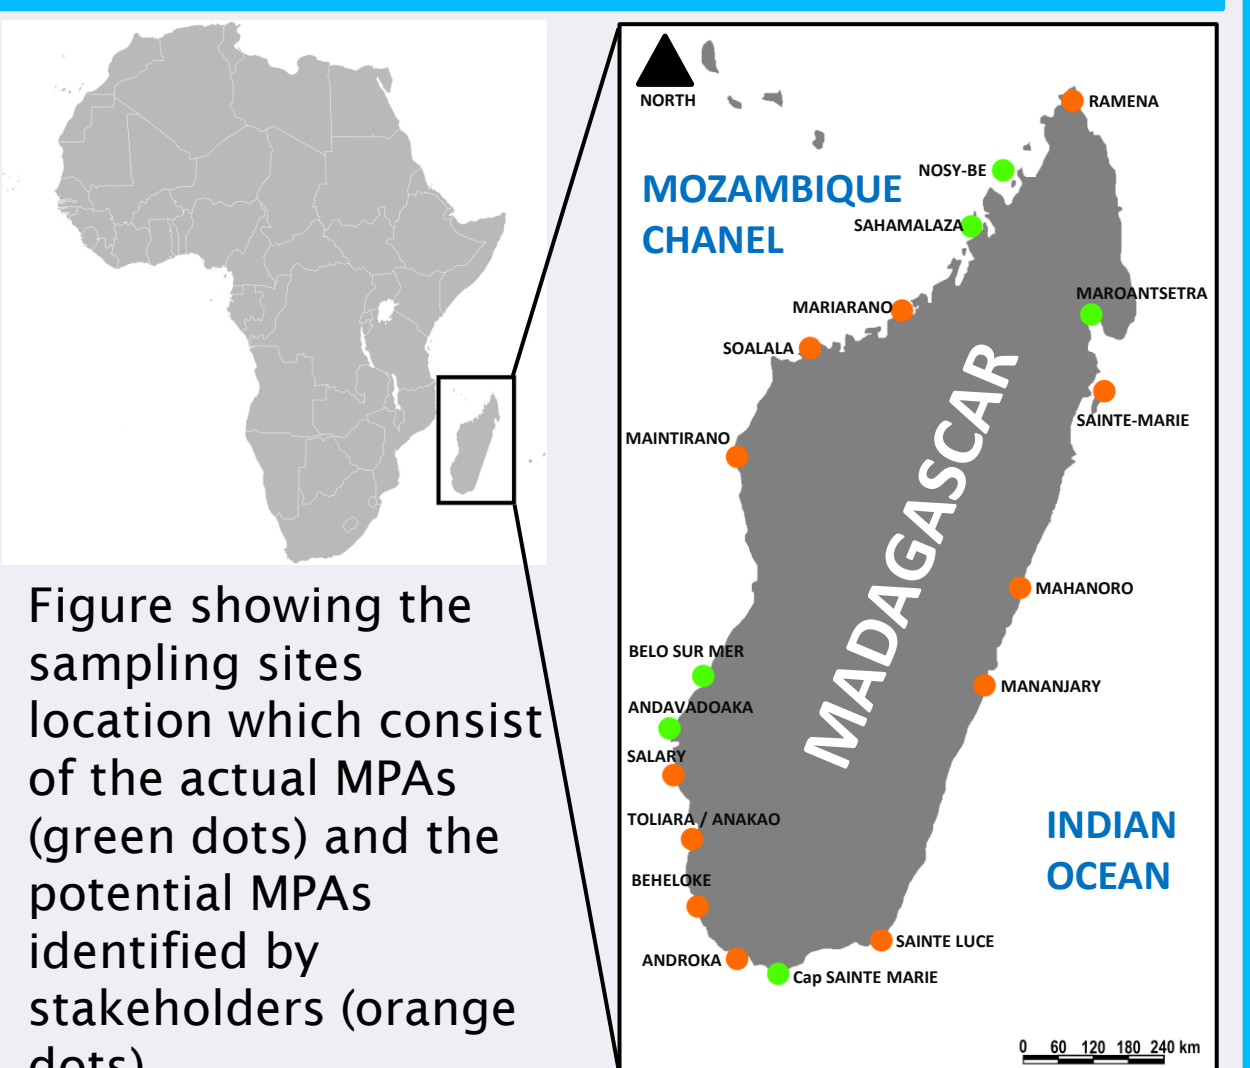 NORTH
RAMENA
NOSY-BE
MOZAMBIQUE
CHANEL
SAHAMALAZA
MAROANTSETRA
MARIARANO
SOALALA
SAINTE-MARIE
MAINTIRANO
MADAGASCAR
MAHANORO
BELO SUR MER
MANANJARY
ANDAVADOAKA
SALARY
TOLIARA / ANAKAO
INDIAN
OCEAN
BEHELOKE
SAINTE LUCE
ANDROKA
Cap SAINTE MARIE
0 60 120 180 240 km
Figure showing the
sampling sites
location which consist
of the actual MPAs
(green dots) and the
potential MPAs
identified by
stakeholders (orange
dots)